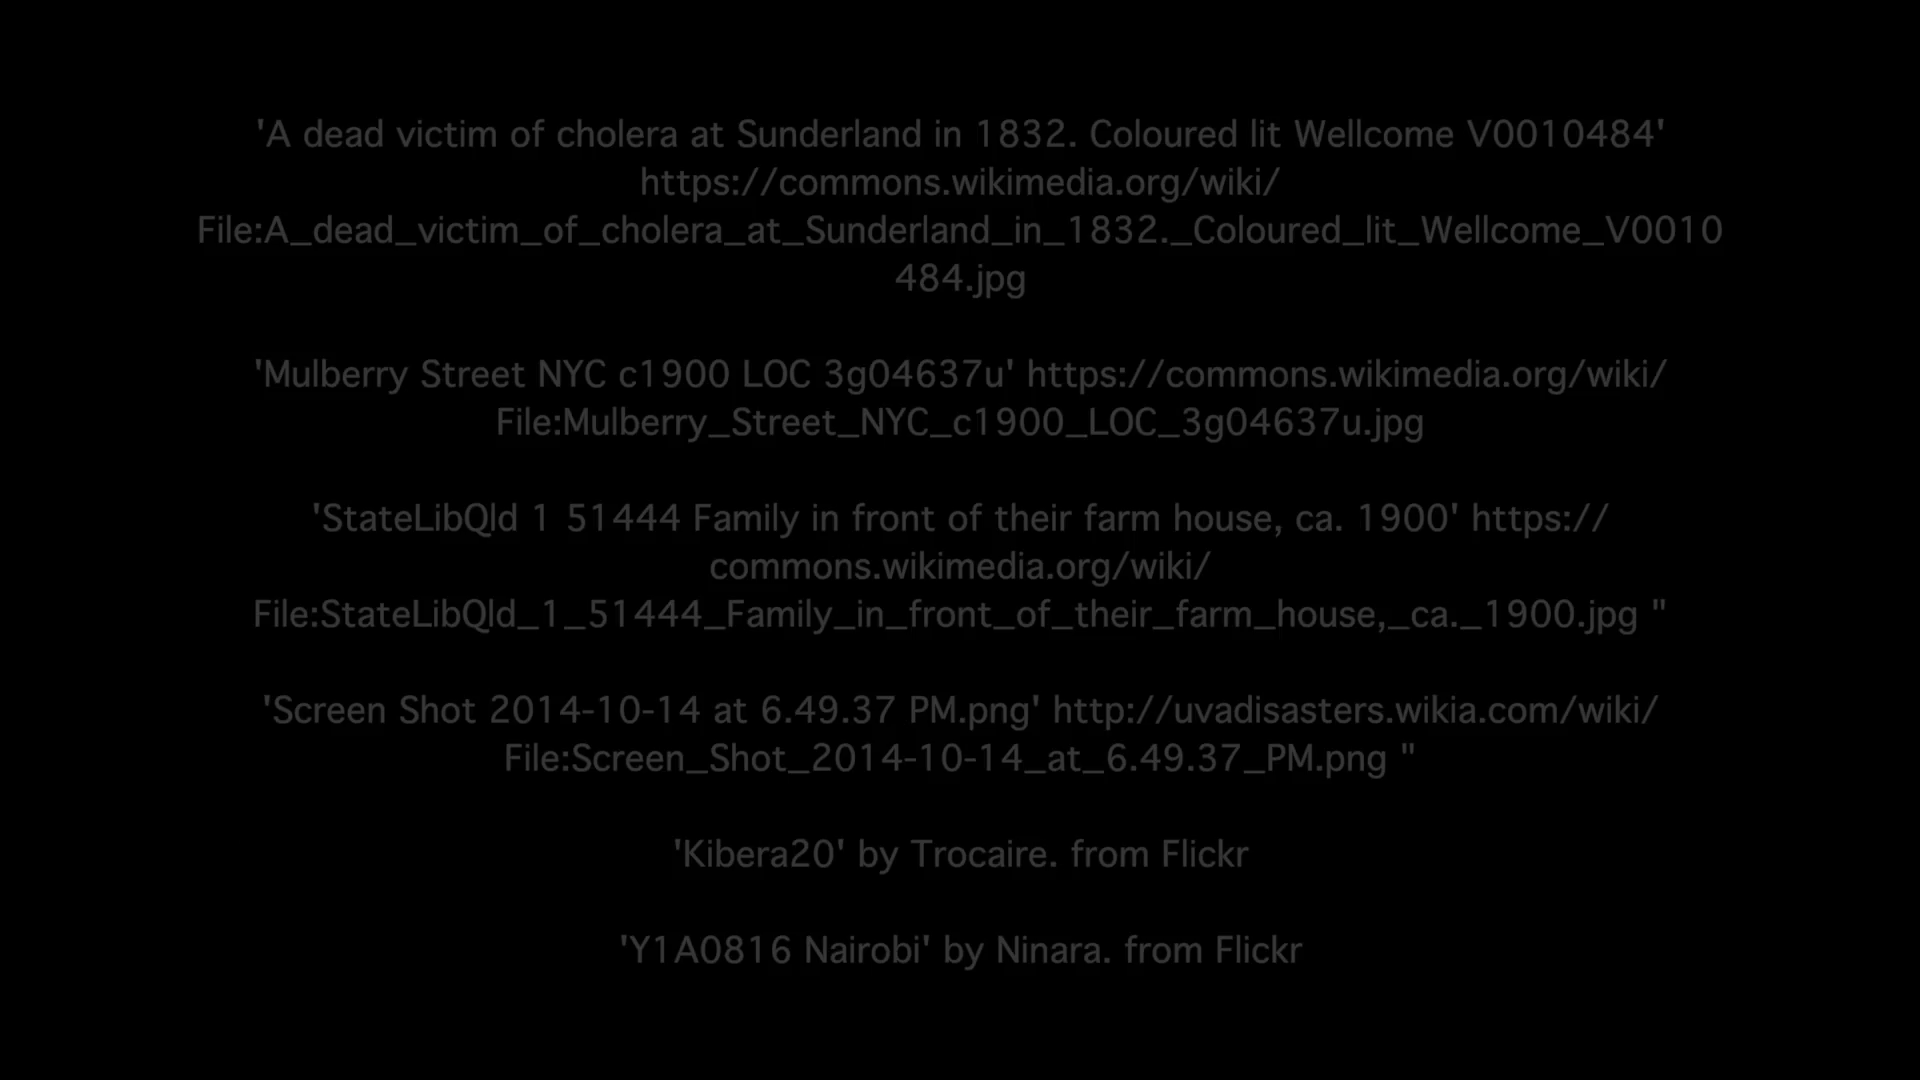 'A dead victim of cholera at Sunderland in 1832. Coloured lit Wellcome V0010484'
https://commons.wikimedia.org/wiki/
File:A_dead_victim_of_cholera_at_Sunderland_in_1832._Coloured_lit_Wellcome_V0010
484.jpg
'Mulberry Street NYC c1900 LOC 3g04637u' https://commons.wikimedia.org/wiki/
File:Mulberry_Street_NYC_c1900_LOC_3g04637u.jpg
'StateLibQld 1 51444 Family in front of their farm house, ca. 1900' https://
commons.wikimedia.org/wiki/
File:StateLibQld_1_51444_Family_in_front_of_their_farm_house,_ca._1900.jpg "
'Screen Shot 2014-10-14 at 6.49.37 PM.png' http://uvadisasters.wikia.com/wiki/
File:Screen_Shot_2014-10-14_at_6.49.37_PM.png "
'Kibera20' by Trocaire. from Flickr
'Y1A0816 Nairobi' by Ninara. from Flickr